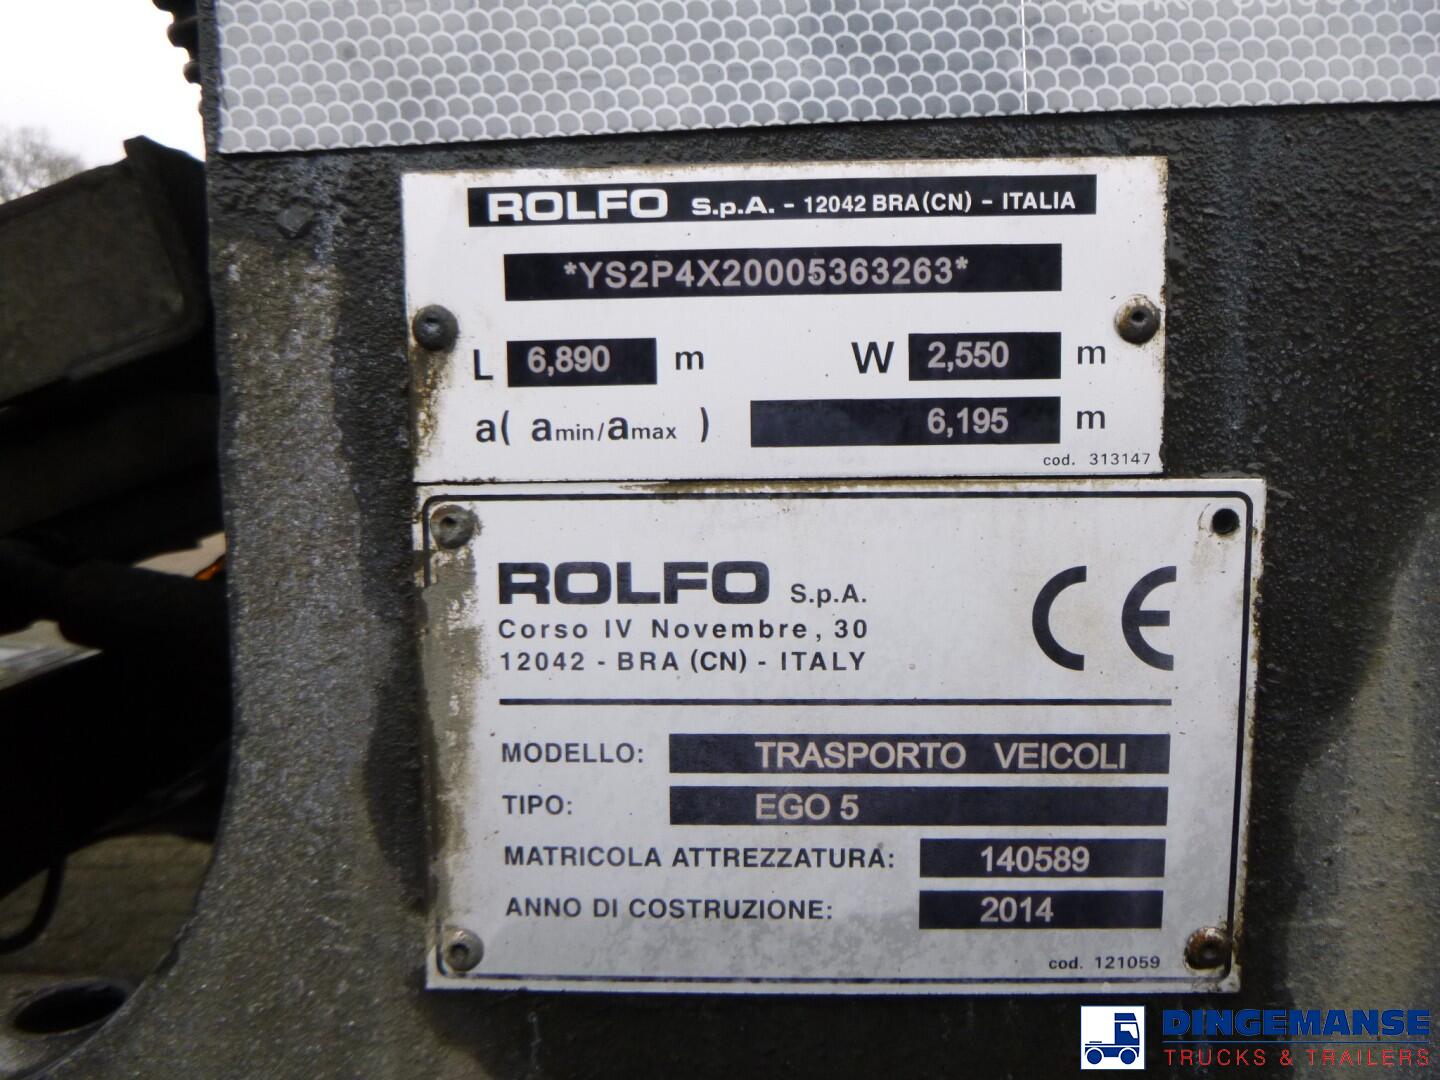 ROLFO S.p.A. - 12042 BRA (CN) - ITALIA
*YS2P4X20005363263*
L 6,890 m W 2,550 m
a( amin/amax ) 6,195 m
cod. 313147
ROLFO S.p.A.
Corso IV Novembre, 30
12042 - BRA (CN) - ITALY
CE
MODELLO: TRASPORTO VEICOLI
TIPO: EGO 5
MATRICOLA ATTREZZATURA: 140589
ANNO DI COSTRUZIONE: 2014
cod. 121059
DINGEMANSE
TRUCKS & TRAILERS